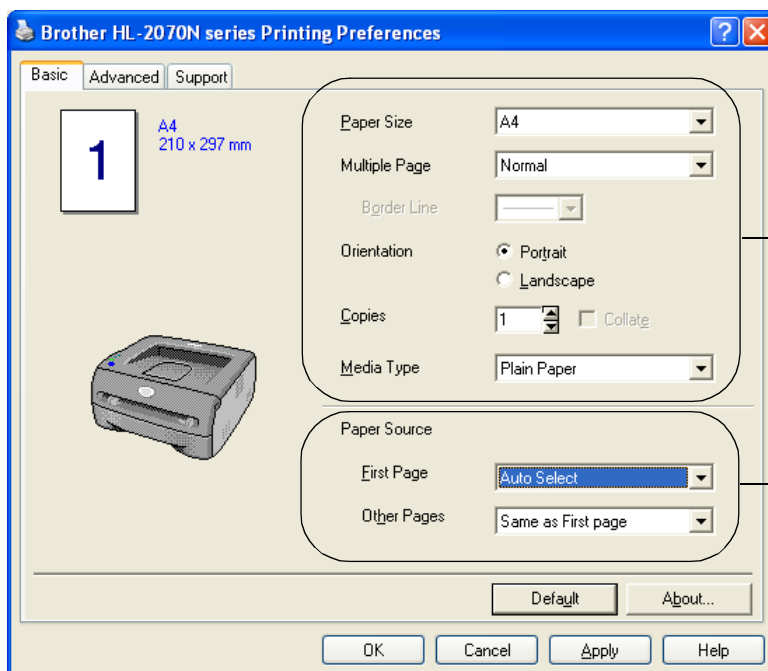 Brother HL-2070N series Printing Preferences
Basic Advanced Support
1
A4
210 x 297 mm
Paper Size A4
Multiple Page Normal
Border Line
Orientation Portrait
Landscape
Copies 1 Collate
Media Type Plain Paper
Paper Source
First Page Auto Select
Other Pages Same as First page
Default About...
OK Cancel Apply Help